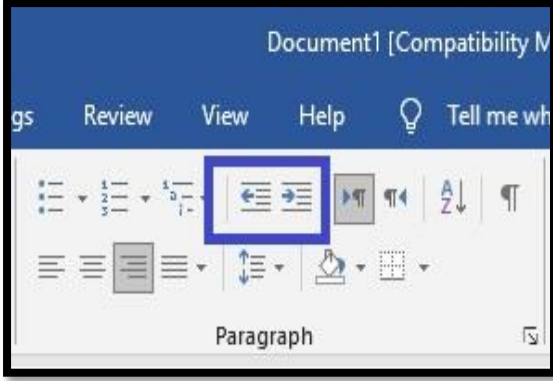 Document1 [Compatibility M
gs Review View Help Tell me wh
Paragraph